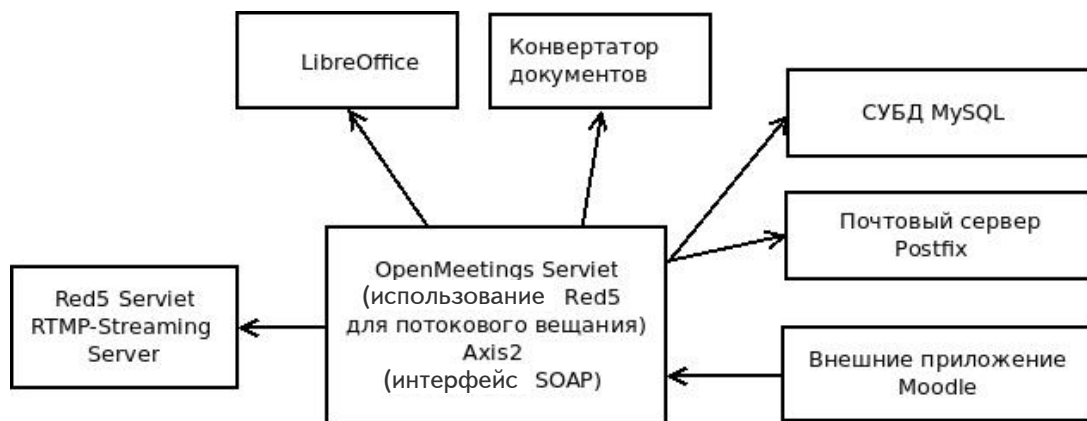 LibreOffice
Конвертатор
документов
СУБД MySQL
Почтовый сервер
Postfix
OpenMeetings Serviet
(использование Red5
для потокового вещания)
Axis2
(интерфейс SOAP)
Red5 Serviet
RTMP-Streaming
Server
Внешние приложение
Moodle